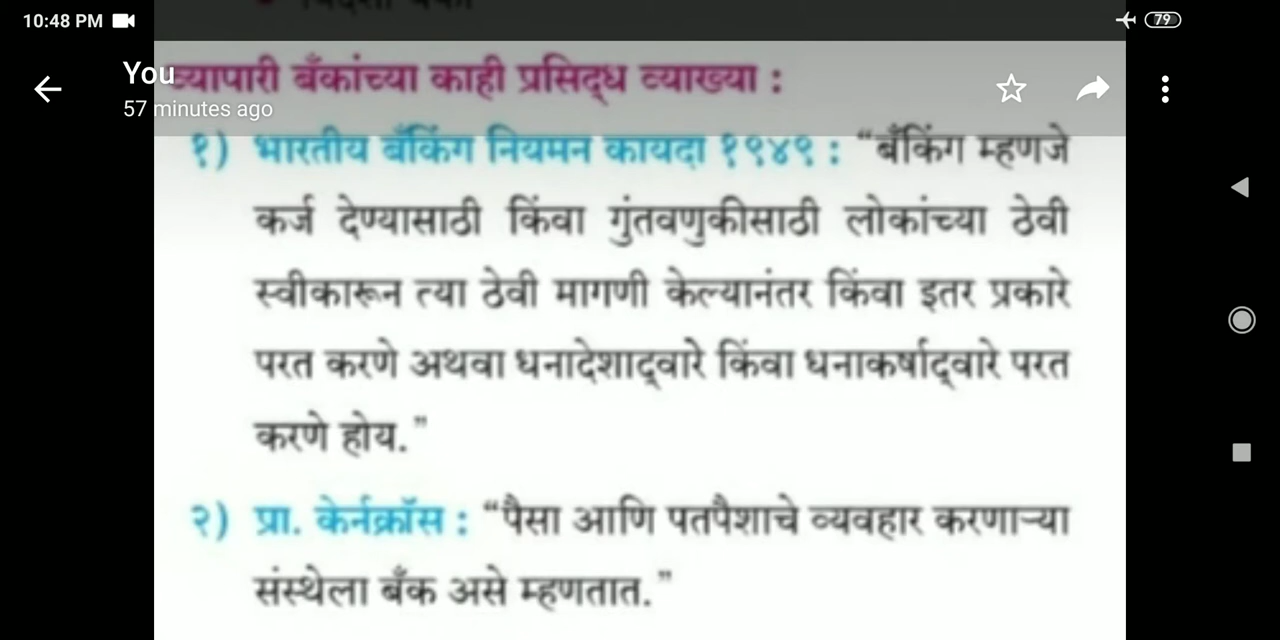 10:48 PM
79
You
57 minutes ago
व्यापारी बँकांच्या काही प्रसिद्ध व्याख्या :
१) भारतीय बँकिंग नियमन कायदा १९४९ : “बँकिंग म्हणजे
कर्ज देण्यासाठी किंवा गुंतवणुकीसाठी लोकांच्या ठेवी
स्वीकारून त्या ठेवी मागणी केल्यानंतर किंवा इतर प्रकारे
परत करणे अथवा धनादेशाद्वारे किंवा धनाकर्षाद्वारे परत
करणे होय.”
२) प्रा. केर्नक्रॉस : “पैसा आणि पतपैशाचे व्यवहार करणाऱ्या
संस्थेला बँक असे म्हणतात.”